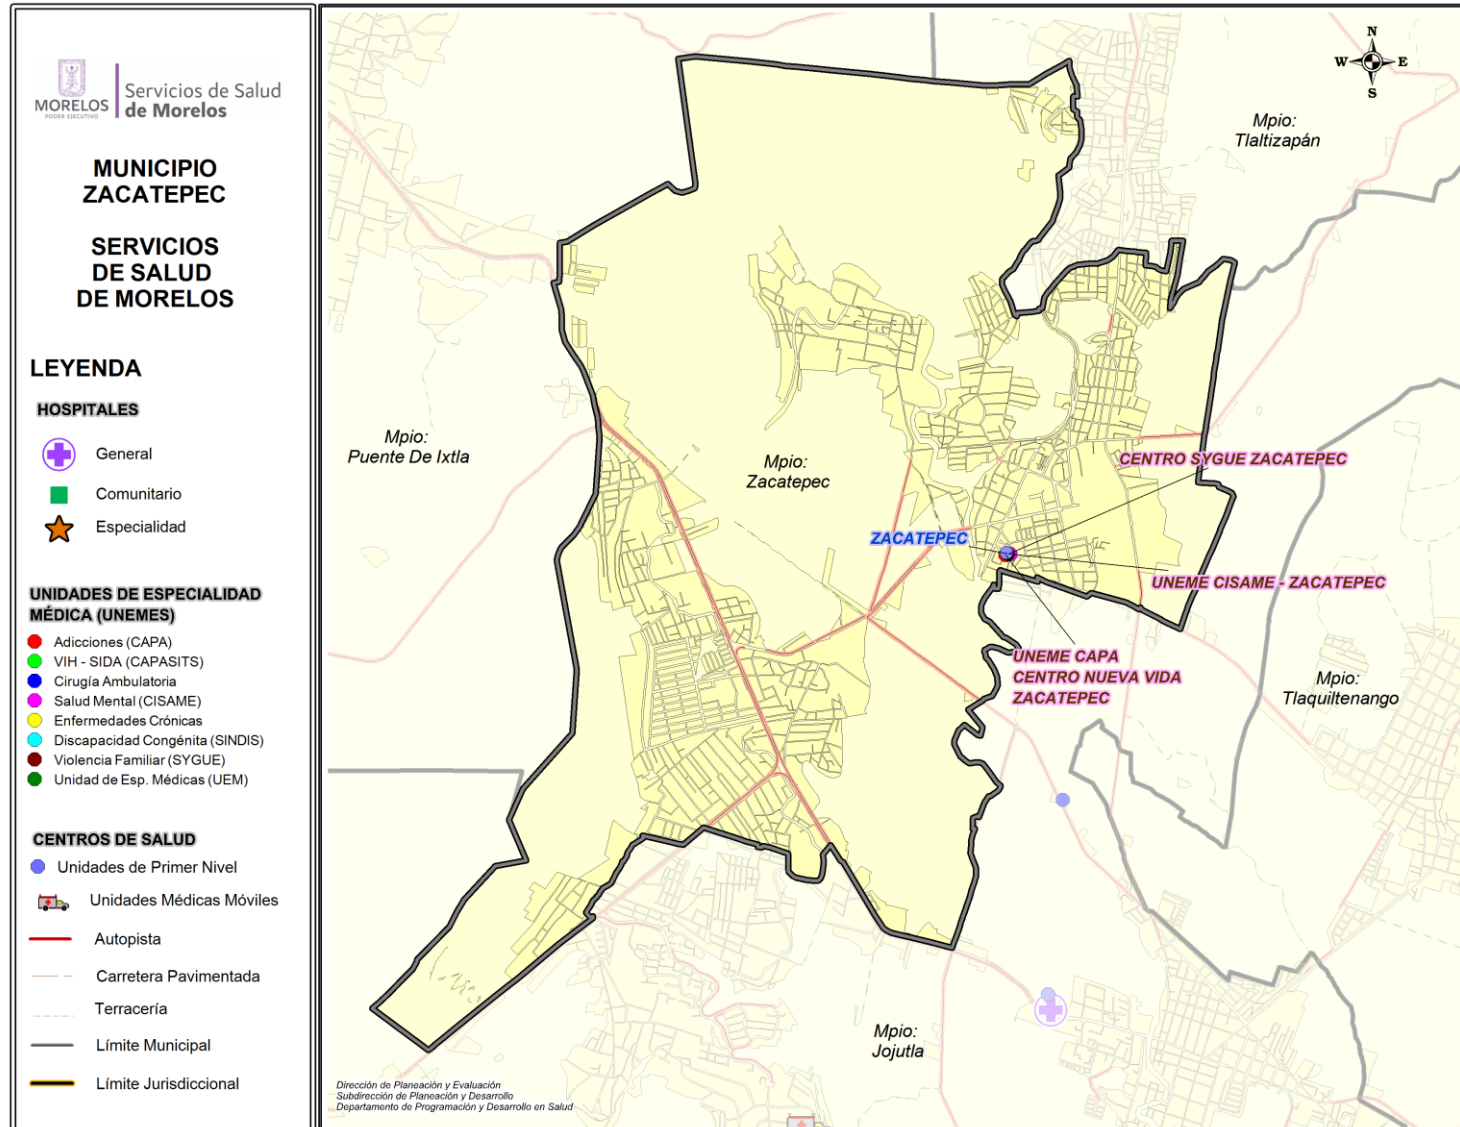 MORELOS
PODER EJECUTIVO
Servicios de Salud
de Morelos
MUNICIPIO
ZACATEPEC
SERVICIOS
DE SALUD
DE MORELOS
LEYENDA
HOSPITALES
General
Comunitario
Especialidad
UNIDADES DE ESPECIALIDAD
MÉDICA (UNEMES)
Adicciones (CAPA)
VIH - SIDA (CAPASITS)
Cirugía Ambulatoria
Salud Mental (CISAME)
Enfermedades Crónicas
Discapacidad Congénita (SINDIS)
Violencia Familiar (SYGUE)
Unidad de Esp. Médicas (UEM)
CENTROS DE SALUD
Unidades de Primer Nivel
Unidades Médicas Móviles
Autopista
Carretera Pavimentada
Terracería
Límite Municipal
Límite Jurisdiccional
N
W E
S
Mpio:
Tlaltizapán
Mpio:
Puente De Ixtla
Mpio:
Zacatepec
CENTRO SYGUE ZACATEPEC
ZACATEPEC
UNEME CISAME - ZACATEPEC
UNEME CAPA
CENTRO NUEVA VIDA
ZACATEPEC
Mpio:
Tlaquiltenango
Mpio:
Jojutla
Dirección de Planeación y Evaluación
Subdirección de Planeación y Desarrollo
Departamento de Programación y Desarrollo en Salud